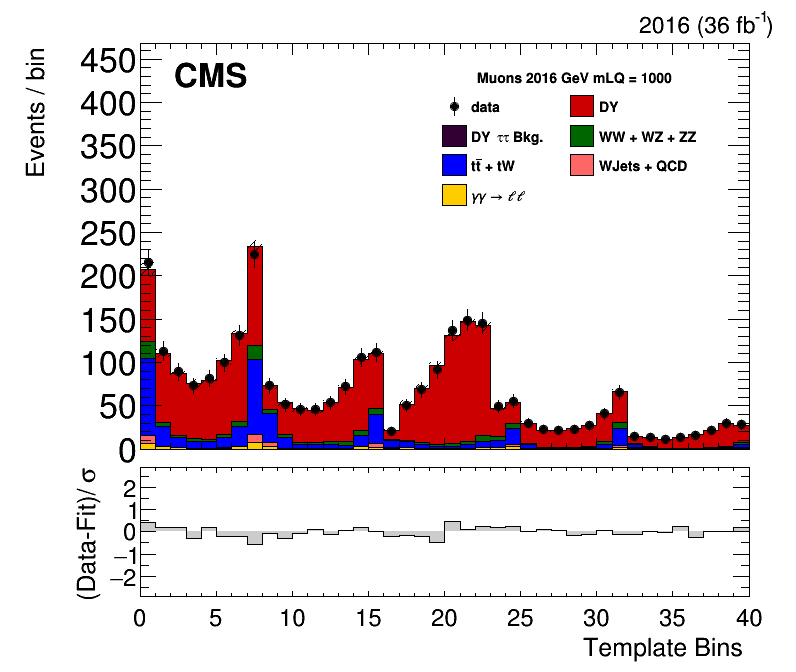 2016 (36 fb-1)
Events / bin
450
400
350
300
250
200
150
100
50
0
CMS
Muons 2016 GeV mLQ = 1000
data
DY
DY ττ Bkg.
WW + WZ + ZZ
tt̄ + tW
WJets + QCD
γγ → ℓℓ
(Data-Fit)/ σ
2
1
0
−1
−2
0 5 10 15 20 25 30 35 40
Template Bins